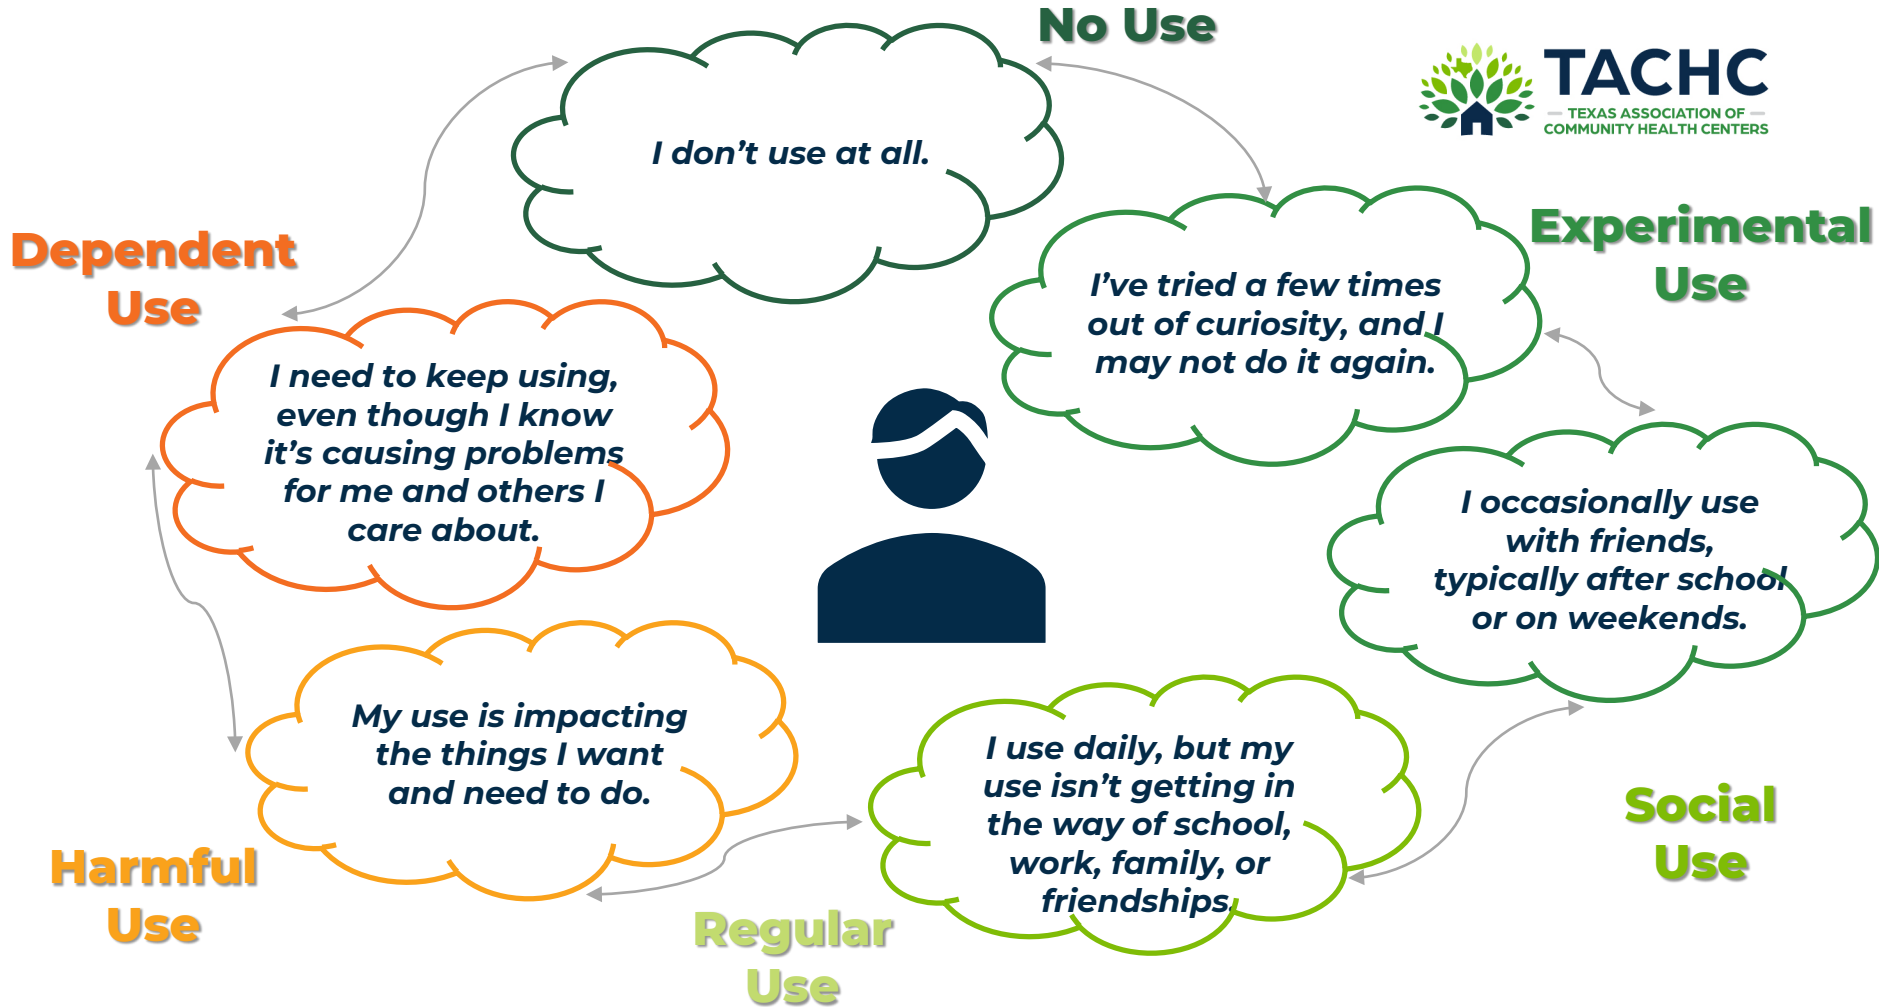 No Use
I don’t use at all.
TACHC
TEXAS ASSOCIATION OF
COMMUNITY HEALTH CENTERS
Experimental
Use
I’ve tried a few times
out of curiosity, and I
may not do it again.
I occasionally use
with friends,
typically after school
or on weekends.
Social
Use
I use daily, but my
use isn’t getting in
the way of school,
work, family, or
friendships.
Regular
Use
My use is impacting
the things I want
and need to do.
Harmful
Use
Dependent
Use
I need to keep using,
even though I know
it’s causing problems
for me and others I
care about.